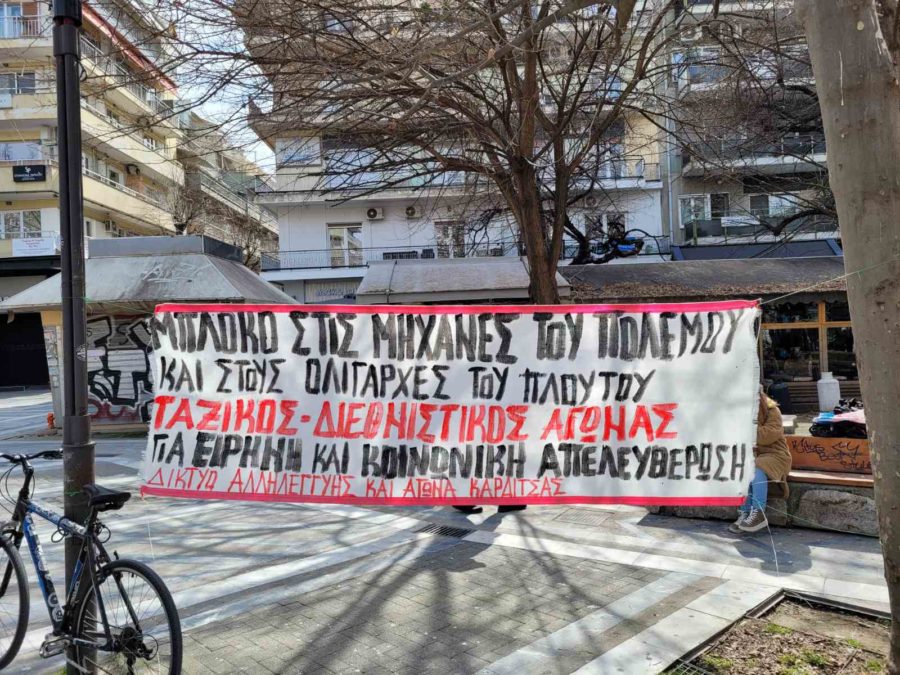 ΜΠΛΟΚΟ ΣΤΙΣ ΜΗΧΑΝΕΣ ΤΟΥ ΠΟΛΕΜΟΥ
ΚΑΙ ΣΤΟΥΣ ΟΛΙΓΑΡΧΕΣ ΤΟΥ ΠΛΟΥΤΟΥ
ΤΑΞΙΚΟΣ-ΔΙΕΘΝΙΣΤΙΚΟΣ ΑΓΩΝΑΣ
ΓΙΑ ΕΙΡΗΝΗ ΚΑΙ ΚΟΙΝΩΝΙΚΗ ΑΠΕΛΕΥΘΕΡΩΣΗ
ΔΙΚΤΥΟ ΑΛΛΗΛΕΓΓΥΗΣ ΚΑΙ ΑΓΩΝΑ ΚΑΡΔΙΤΣΑΣ